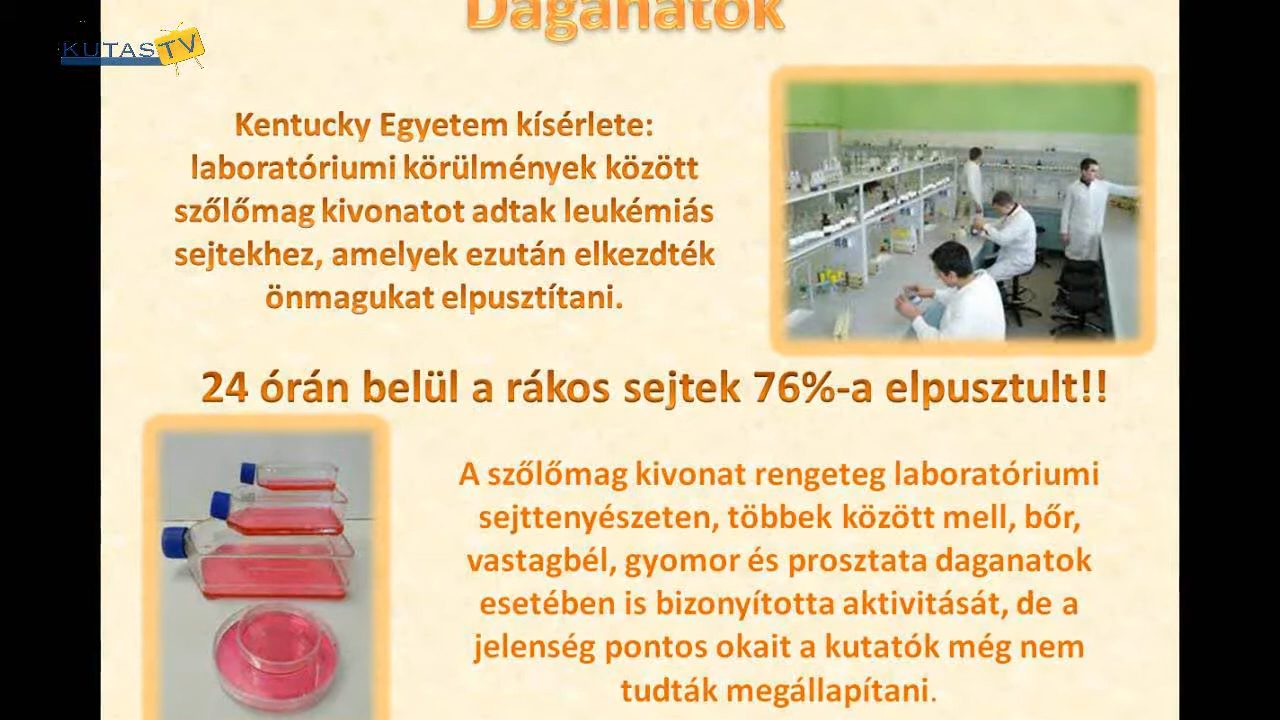 Daganatok
KUTAS TV
Kentucky Egyetem kísérlete:
laboratóriumi körülmények között
szőlőmag kivonatot adtak leukémiás
sejtekhez, amelyek ezután elkezdték
önmagukat elpusztítani.
24 órán belül a rákos sejtek 76%-a elpusztult!!
A szőlőmag kivonat rengeteg laboratóriumi
sejttenyészeten, többek között mell, bőr,
vastagbél, gyomor és prosztata daganatok
esetében is bizonyította aktivitását, de a
jelenség pontos okait a kutatók még nem
tudták megállapítani.